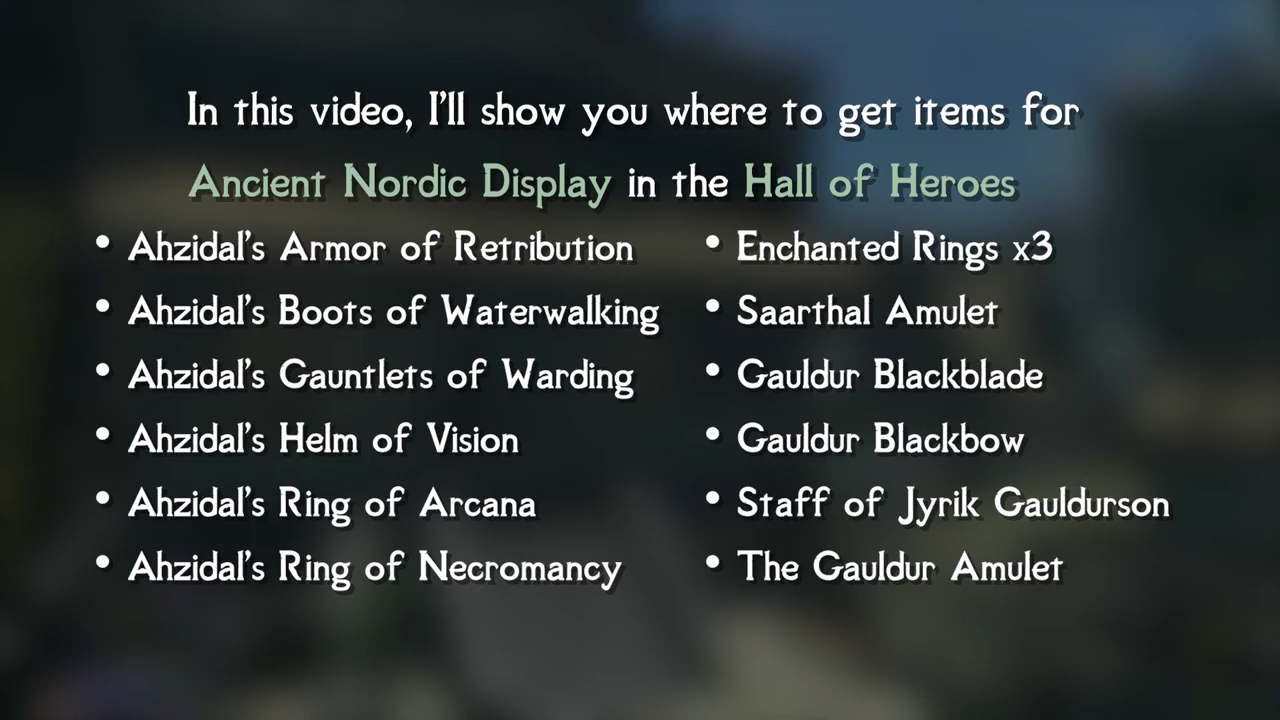 In this video, I'll show you where to get items for
Ancient Nordic Display in the Hall of Heroes
• Ahzidal's Armor of Retribution
• Ahzidal's Boots of Waterwalking
• Ahzidal's Gauntlets of Warding
• Ahzidal's Helm of Vision
• Ahzidal's Ring of Arcana
• Ahzidal's Ring of Necromancy
• Enchanted Rings x3
• Saarthal Amulet
• Gauldur Blackblade
• Gauldur Blackbow
• Staff of Jyrik Gauldurson
• The Gauldur Amulet